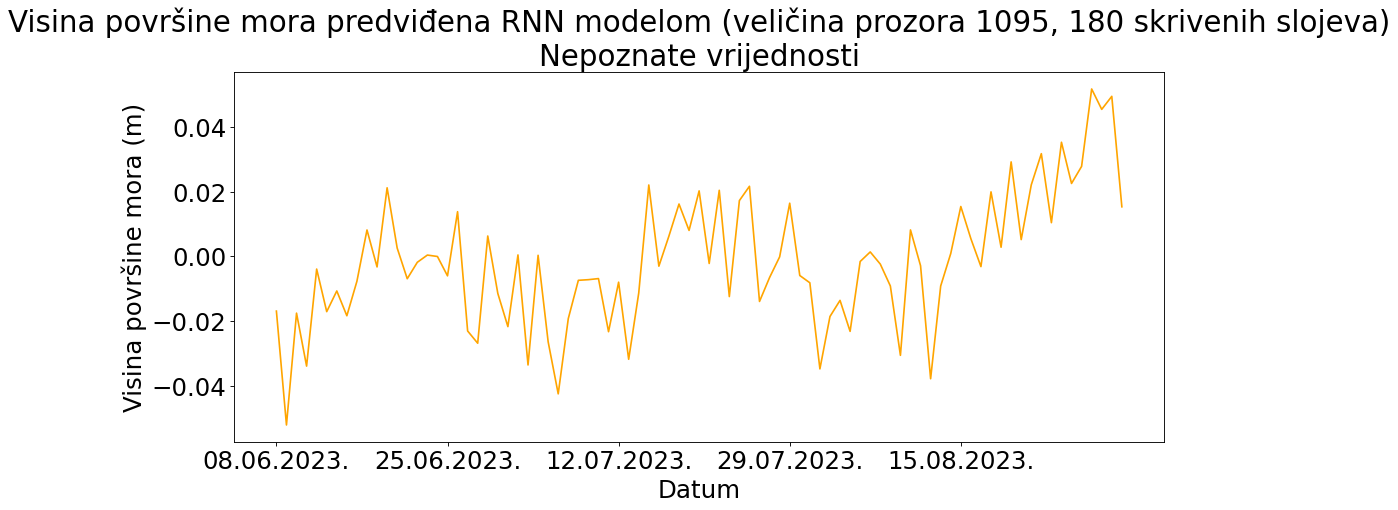 Visina površine mora predviđena RNN modelom (veličina prozora 1095, 180 skrivenih slojeva)
Nepoznate vrijednosti
Visina površine mora (m)
0.04
0.02
0.00
−0.02
−0.04
08.06.2023.
25.06.2023.
12.07.2023.
29.07.2023.
15.08.2023.
Datum